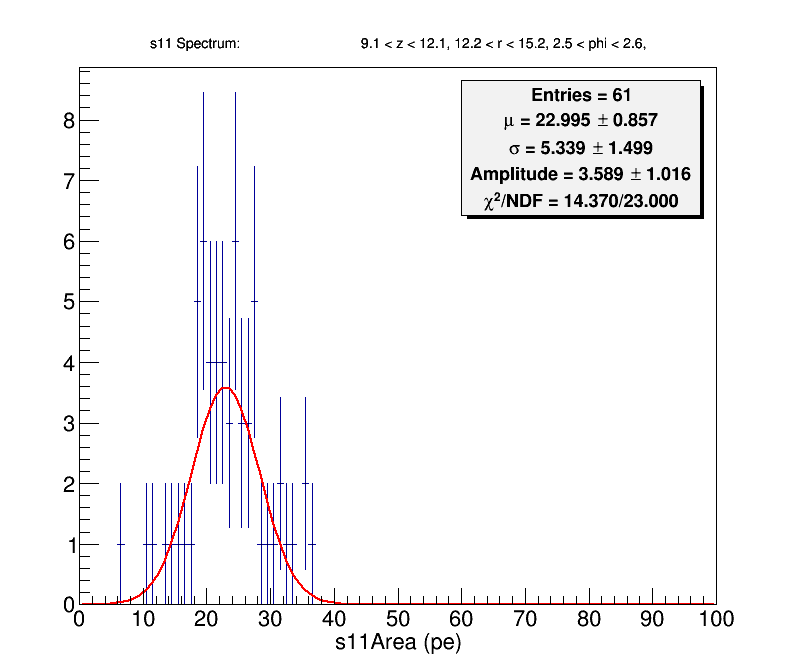 s11 Spectrum: 9.1 < z < 12.1, 12.2 < r < 15.2, 2.5 < phi < 2.6,
Entries = 61
μ = 22.995 ± 0.857
σ = 5.339 ± 1.499
Amplitude = 3.589 ± 1.016
χ²/NDF = 14.370/23.000
8
7
6
5
4
3
2
1
0
0 10 20 30 40 50 60 70 80 90 100
s11Area (pe)